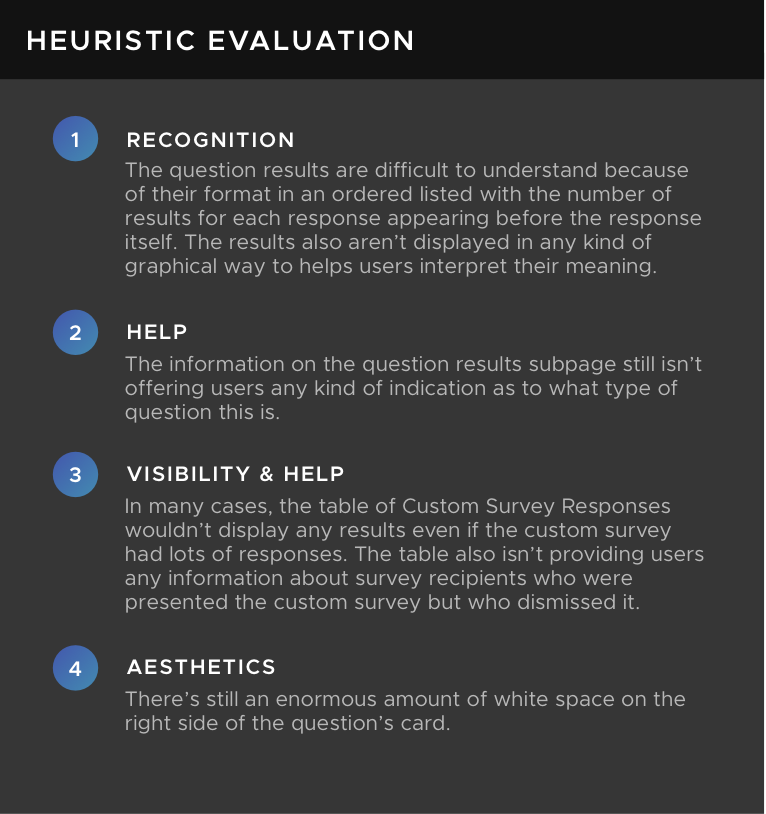 HEURISTIC EVALUATION
1
RECOGNITION
The question results are difficult to understand because
of their format in an ordered listed with the number of
results for each response appearing before the response
itself. The results also aren’t displayed in any kind of
graphical way to helps users interpret their meaning.
2
HELP
The information on the question results subpage still isn’t
offering users any kind of indication as to what type of
question this is.
3
VISIBILITY & HELP
In many cases, the table of Custom Survey Responses
wouldn’t display any results even if the custom survey
had lots of responses. The table also isn’t providing users
any information about survey recipients who were
presented the custom survey but who dismissed it.
4
AESTHETICS
There’s still an enormous amount of white space on the
right side of the question’s card.